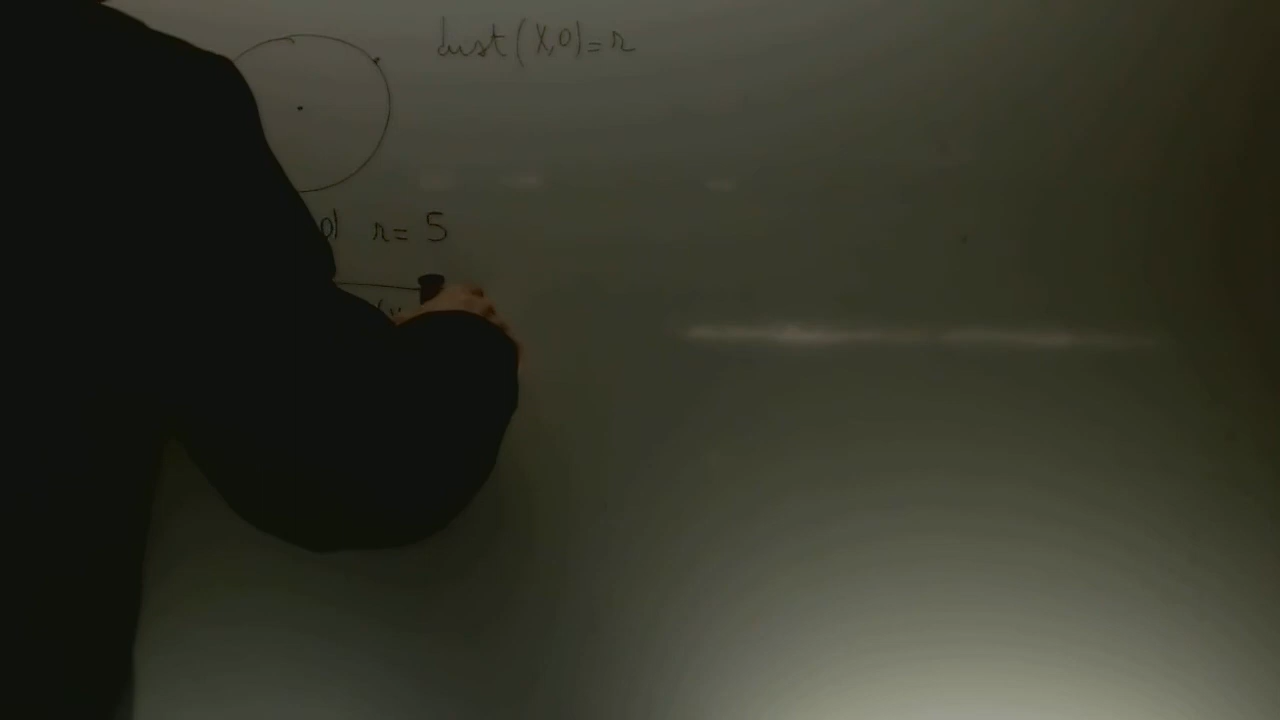 dist(X,O)=r
0) r= 5